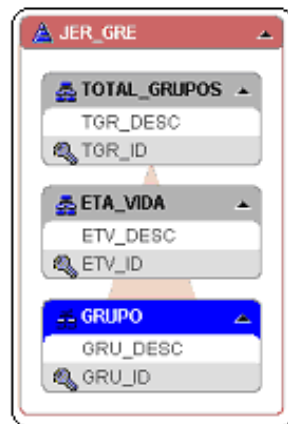 JER_GRE
TOTAL_GRUPOS
TGR_DESC
TGR_ID
ETA_VIDA
ETV_DESC
ETV_ID
GRUPO
GRU_DESC
GRU_ID